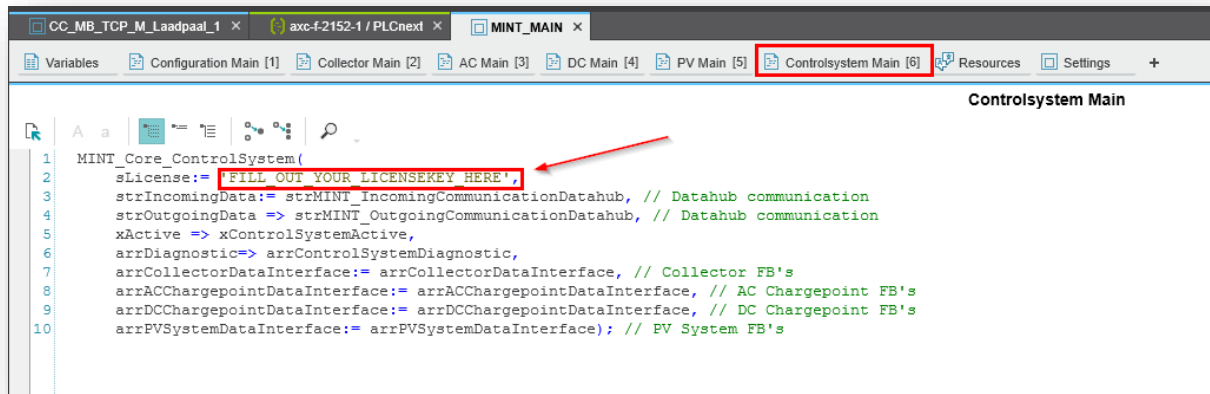 CC_MB_TCP_M_Laadpaal_1 × axc-f-2152-1 / PLCnext × MINT_MAIN ×
Variables Configuration Main [1] Collector Main [2] AC Main [3] DC Main [4] PV Main [5] Controlsystem Main [6] Resources Settings +
Controlsystem Main
A a
1 MINT_Core_ControlSystem(
2 sLicense:= 'FILL_OUT_YOUR_LICENSEKEY_HERE',
3 strIncomingData:= strMINT_IncomingCommunicationDatahub, // Datahub communication
4 strOutgoingData => strMINT_OutgoingCommunicationDatahub, // Datahub communication
5 xActive => xControlSystemActive,
6 arrDiagnostic=> arrControlSystemDiagnostic,
7 arrCollectorDataInterface:= arrCollectorDataInterface, // Collector FB's
8 arrACChargepointDataInterface:= arrACChargepointDataInterface, // AC Chargepoint FB's
9 arrDCChargepointDataInterface:= arrDCChargepointDataInterface, // DC Chargepoint FB's
10 arrPVSystemDataInterface:= arrPVSystemDataInterface); // PV System FB's